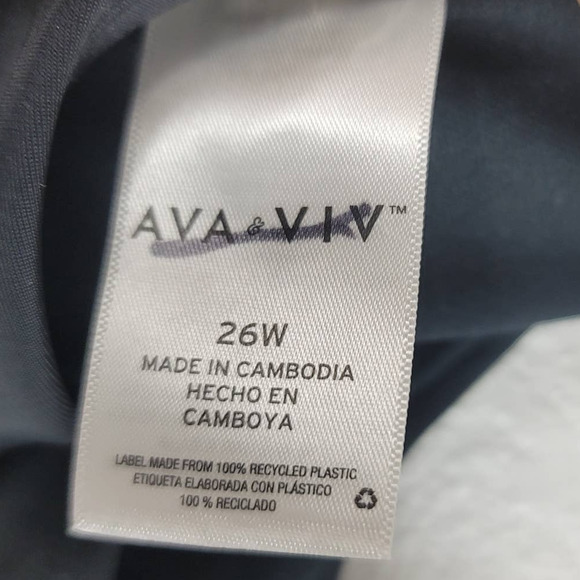 AVA & VIV™
26W
MADE IN CAMBODIA
HECHO EN
CAMBOYA
LABEL MADE FROM 100% RECYCLED PLASTIC
ETIQUETA ELABORADA CON PLÁSTICO
100 % RECICLADO